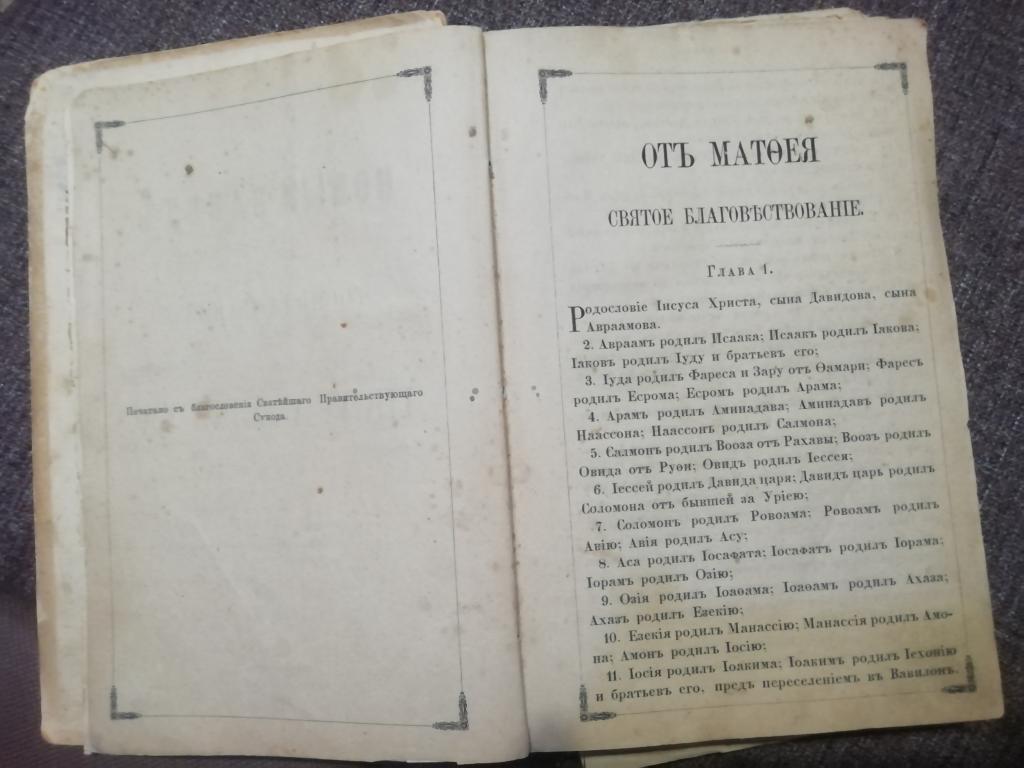 Печатано съ благословенія Святѣйшаго Правительствующаго
Сѵнода.
ОТЪ МАТѲЕЯ
СВЯТОЕ БЛАГОВѢСТВОВАНІЕ.
ГЛАВА 1.
Родословіе Іисуса Христа, сына Давидова, сына
Авраамова.
2. Авраамъ родилъ Исаака; Исаакъ родилъ Іакова;
Іаковъ родилъ Іуду и братьевъ его;
3. Іуда родилъ Фареса и Зару отъ Ѳамари; Фаресъ
родилъ Есрома; Есромъ родилъ Арама;
4. Арамъ родилъ Аминадава; Аминадавъ родилъ
Наассона; Наассонъ родилъ Салмона;
5. Салмонъ родилъ Вооза отъ Рахавы; Воозъ родилъ
Овида отъ Руѳи; Овидъ родилъ Іессея;
6. Іессей родилъ Давида царя; Давидъ царь родилъ
Соломона отъ бывшей за Уріею;
7. Соломонъ родилъ Ровоама; Ровоамъ родилъ
Авію; Авія родилъ Асу;
8. Аса родилъ Іосафата; Іосафатъ родилъ Іорама;
Іорамъ родилъ Озію;
9. Озія родилъ Іоаѳама; Іоаѳамъ родилъ Ахаза;
Ахазъ родилъ Езекію;
10. Езекія родилъ Манассію; Манассія родилъ Амо-
на; Амонъ родилъ Іосію;
11. Іосія родилъ Іоакима; Іоакимъ родилъ Іехонію
и братьевъ его, предъ переселеніемъ въ Вавилонъ.